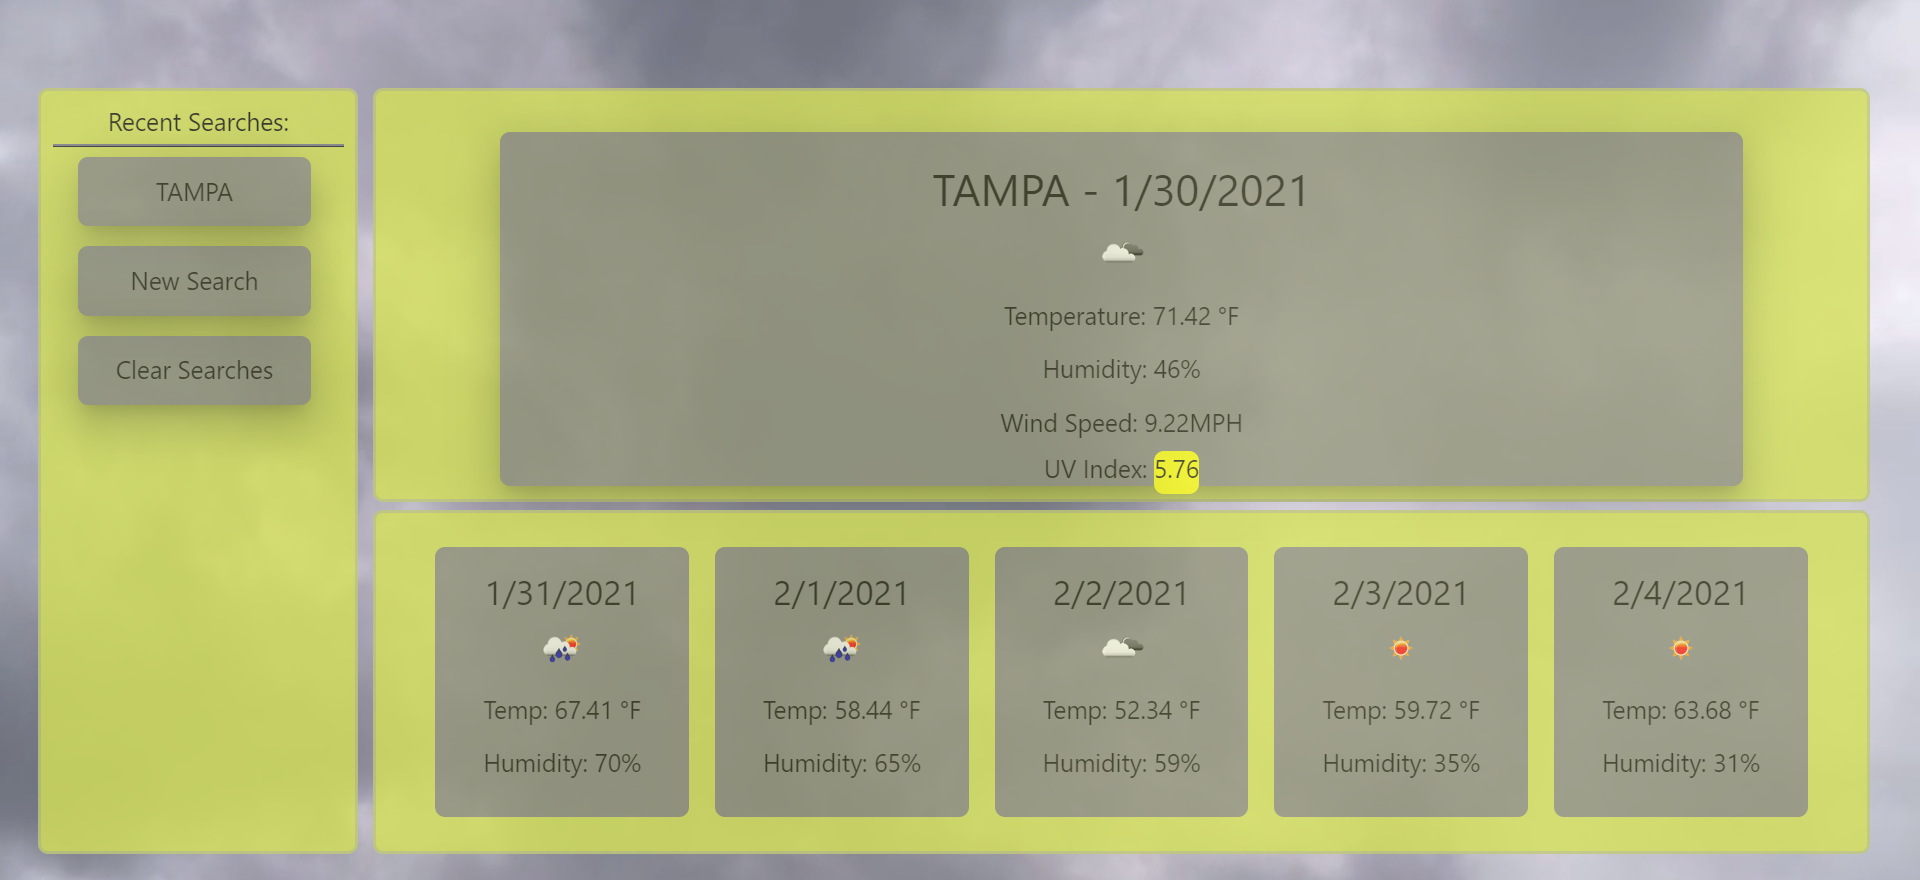 Recent Searches:
TAMPA
New Search
Clear Searches
TAMPA - 1/30/2021
Temperature: 71.42 °F
Humidity: 46%
Wind Speed: 9.22MPH
UV Index: 5.76
1/31/2021
Temp: 67.41 °F
Humidity: 70%
2/1/2021
Temp: 58.44 °F
Humidity: 65%
2/2/2021
Temp: 52.34 °F
Humidity: 59%
2/3/2021
Temp: 59.72 °F
Humidity: 35%
2/4/2021
Temp: 63.68 °F
Humidity: 31%